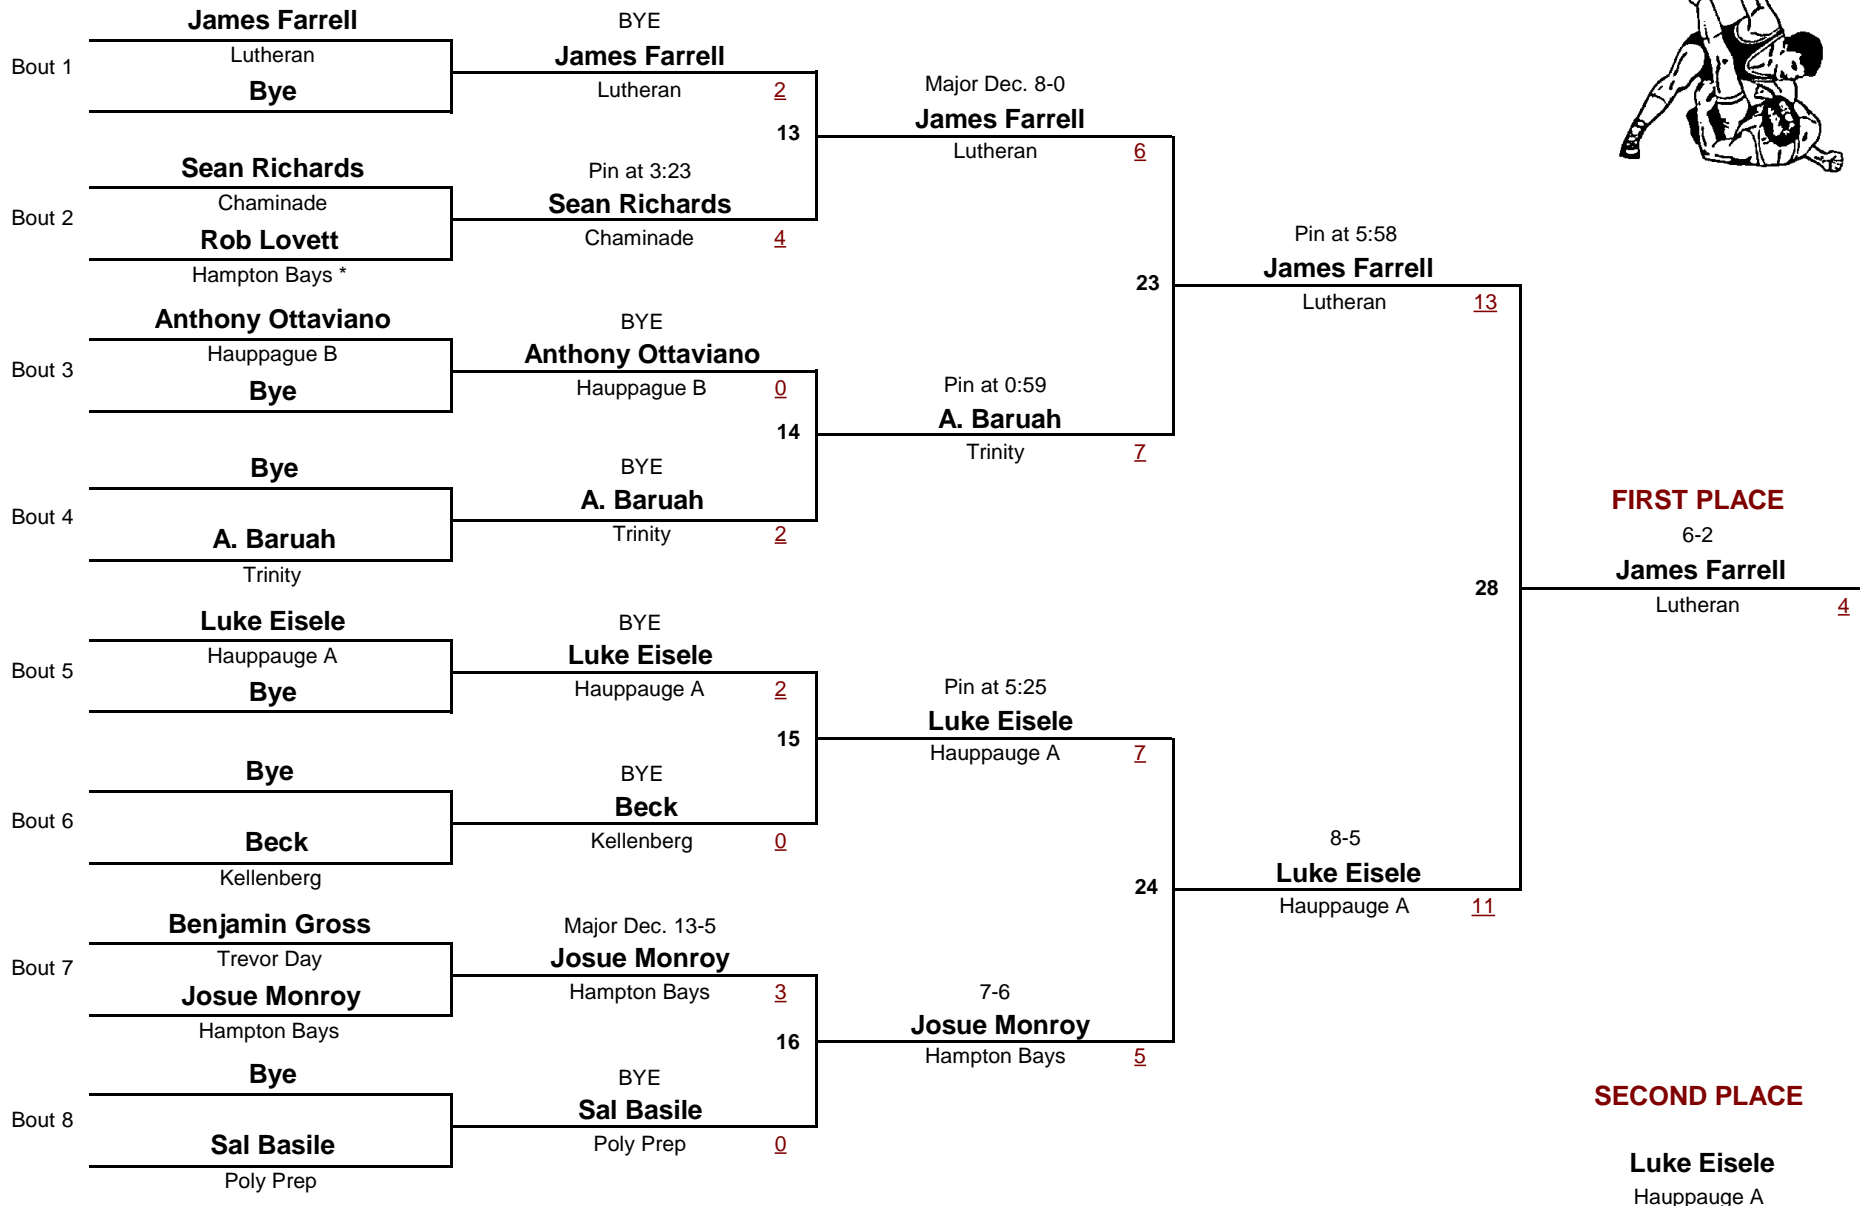 James Farrell
Bout 1
Lutheran
Bye
Sean Richards
Bout 2
Chaminade
Rob Lovett
Hampton Bays *
Anthony Ottaviano
Bout 3
Hauppague B
Bye
Bye
Bout 4
A. Baruah
Trinity
Luke Eisele
Bout 5
Hauppauge A
Bye
Bye
Bout 6
Beck
Kellenberg
Benjamin Gross
Bout 7
Trevor Day
Josue Monroy
Hampton Bays
Bye
Bout 8
Sal Basile
Poly Prep
BYE
James Farrell
Lutheran 2
13
Pin at 3:23
Sean Richards
Chaminade 4
BYE
Anthony Ottaviano
Hauppague B 0
14
BYE
A. Baruah
Trinity 2
BYE
Luke Eisele
Hauppauge A 2
15
BYE
Beck
Kellenberg 0
Major Dec. 13-5
Josue Monroy
Hampton Bays 3
16
BYE
Sal Basile
Poly Prep 0
Major Dec. 8-0
James Farrell
Lutheran 6
23
Pin at 0:59
A. Baruah
Trinity 7
Pin at 5:25
Luke Eisele
Hauppauge A 7
24
7-6
Josue Monroy
Hampton Bays 5
Pin at 5:58
James Farrell
Lutheran 13
28
8-5
Luke Eisele
Hauppauge A 11
FIRST PLACE
6-2
James Farrell
Lutheran 4
SECOND PLACE
Luke Eisele
Hauppauge A